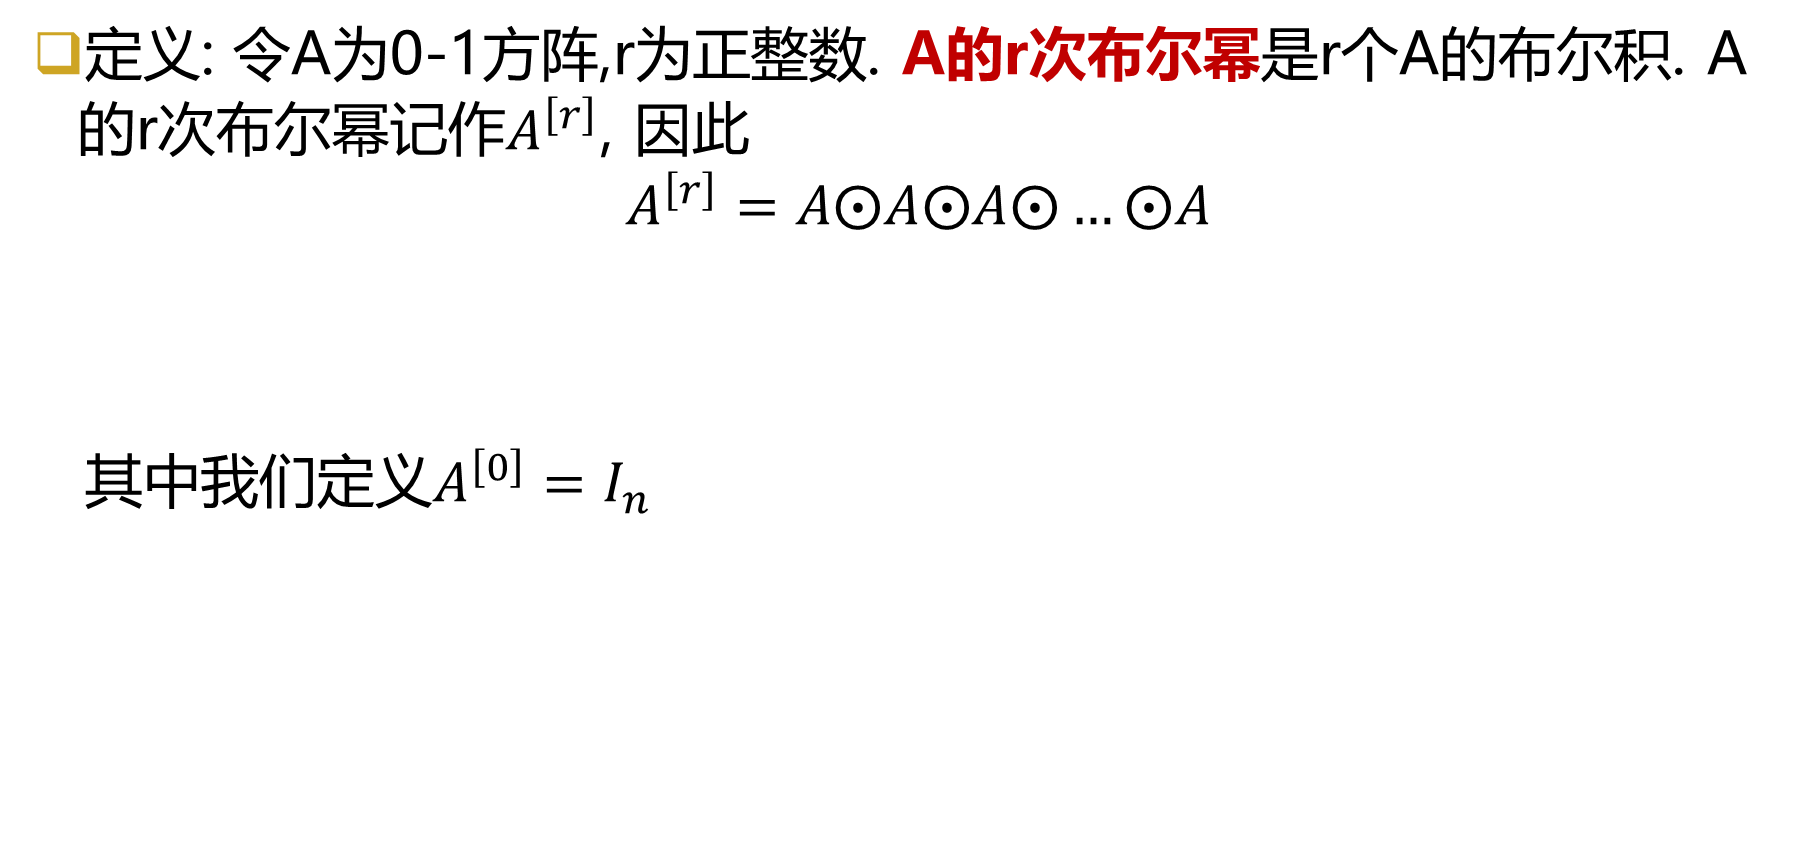 ❑定义: 令A为0-1方阵,r为正整数. A的r次布尔幂是r个A的布尔积. A
的r次布尔幂记作A^[r], 因此
A^[r] = A⊙A⊙A⊙ … ⊙A
其中我们定义A^[0] = I_n